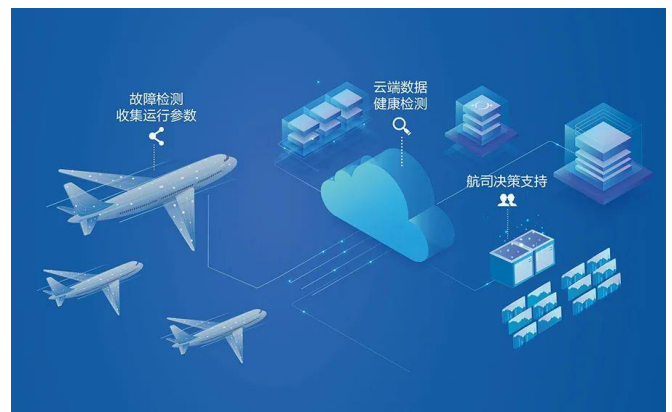 故障检测
收集运行参数
云端数据
健康检测
航司决策支持